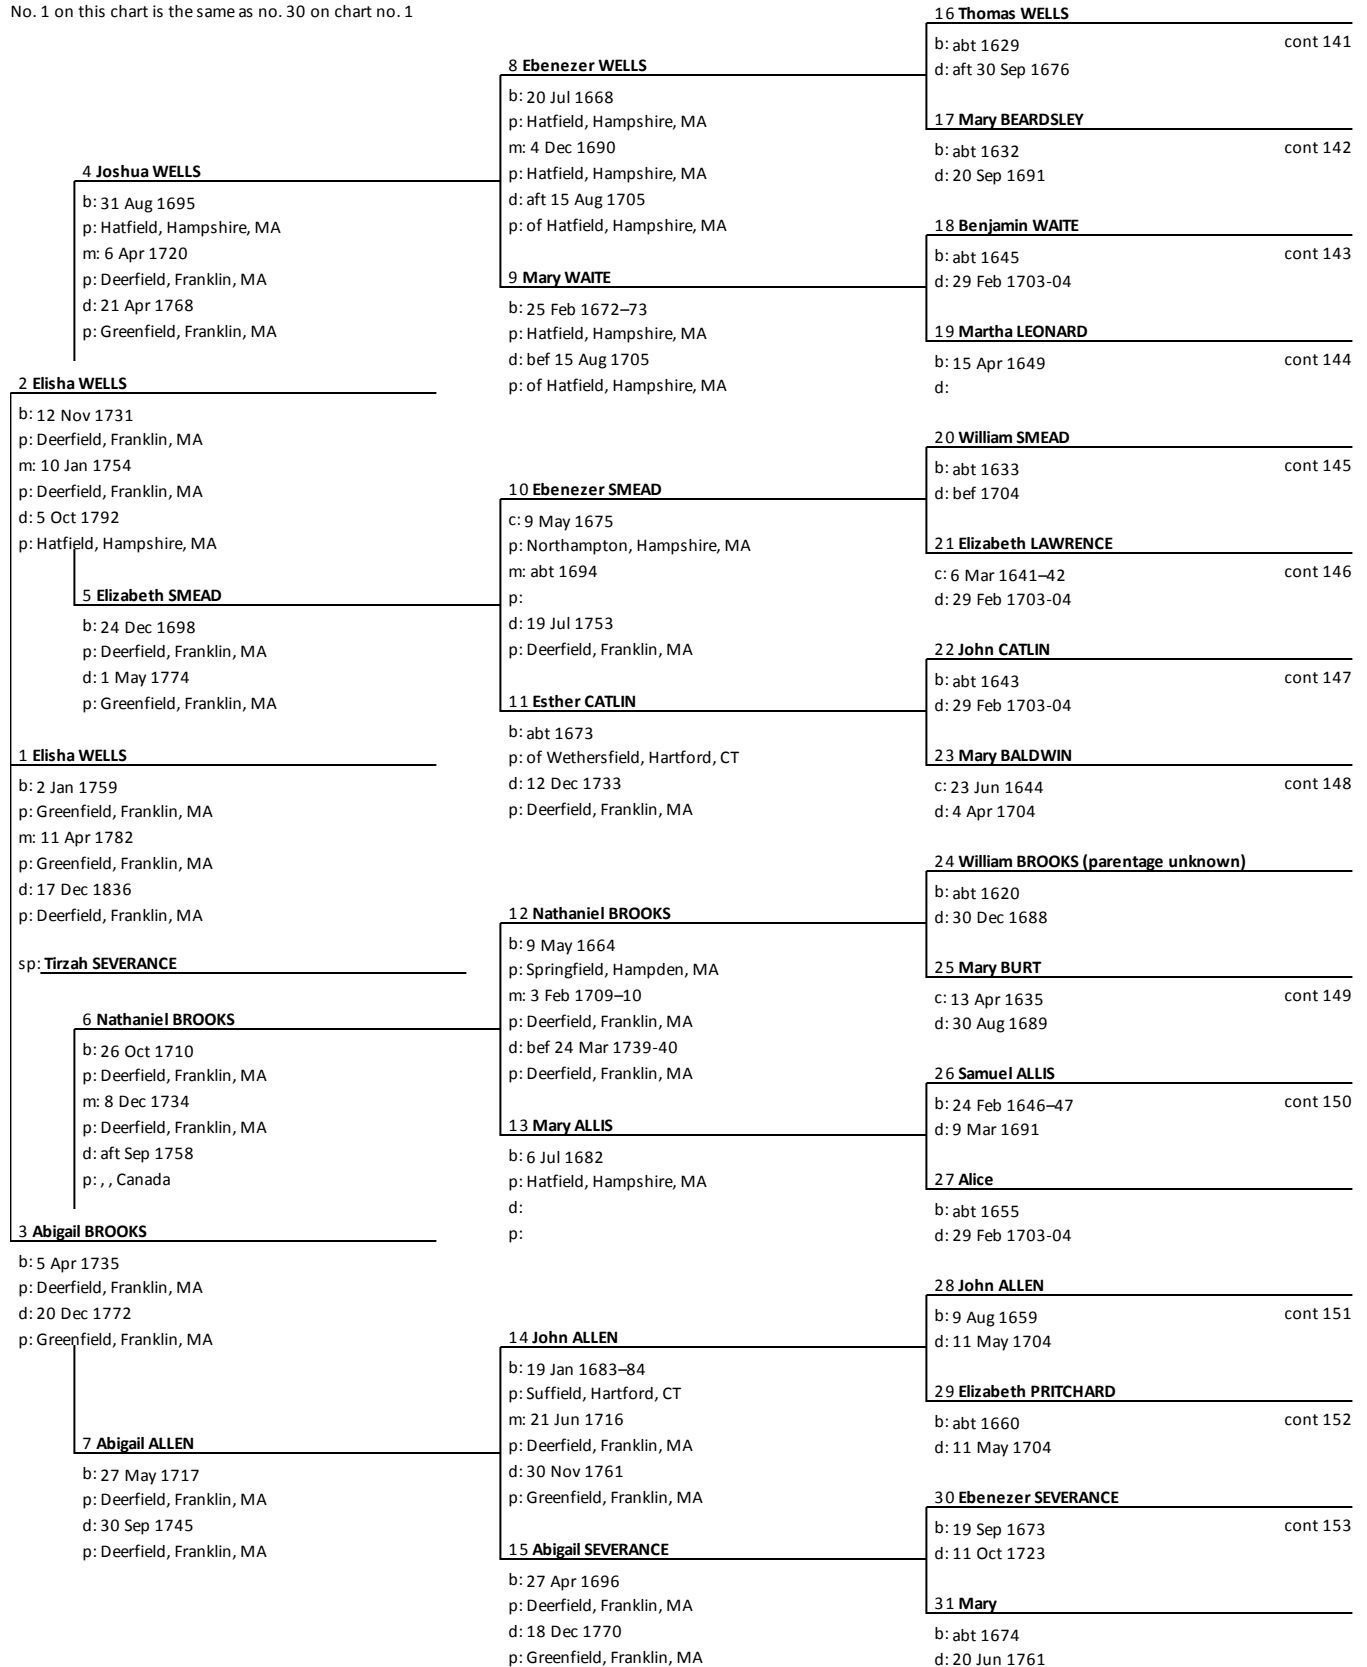 No. 1 on this chart is the same as no. 30 on chart no. 1
16 Thomas WELLS
b: abt 1629 cont 141
d: aft 30 Sep 1676
8 Ebenezer WELLS
b: 20 Jul 1668
p: Hatfield, Hampshire, MA
m: 4 Dec 1690
p: Hatfield, Hampshire, MA
d: aft 15 Aug 1705
p: of Hatfield, Hampshire, MA
17 Mary BEARDSLEY
b: abt 1632 cont 142
d: 20 Sep 1691
4 Joshua WELLS
b: 31 Aug 1695
p: Hatfield, Hampshire, MA
m: 6 Apr 1720
p: Deerfield, Franklin, MA
d: 21 Apr 1768
p: Greenfield, Franklin, MA
18 Benjamin WAITE
b: abt 1645 cont 143
d: 29 Feb 1703-04
9 Mary WAITE
b: 25 Feb 1672–73
p: Hatfield, Hampshire, MA
d: bef 15 Aug 1705
p: of Hatfield, Hampshire, MA
19 Martha LEONARD
b: 15 Apr 1649 cont 144
d:
2 Elisha WELLS
b: 12 Nov 1731
p: Deerfield, Franklin, MA
m: 10 Jan 1754
p: Deerfield, Franklin, MA
d: 5 Oct 1792
p: Hatfield, Hampshire, MA
20 William SMEAD
b: abt 1633 cont 145
d: bef 1704
10 Ebenezer SMEAD
c: 9 May 1675
p: Northampton, Hampshire, MA
m: abt 1694
p:
d: 19 Jul 1753
p: Deerfield, Franklin, MA
21 Elizabeth LAWRENCE
c: 6 Mar 1641–42 cont 146
d: 29 Feb 1703-04
5 Elizabeth SMEAD
b: 24 Dec 1698
p: Deerfield, Franklin, MA
d: 1 May 1774
p: Greenfield, Franklin, MA
22 John CATLIN
b: abt 1643 cont 147
d: 29 Feb 1703-04
11 Esther CATLIN
b: abt 1673
p: of Wethersfield, Hartford, CT
d: 12 Dec 1733
p: Deerfield, Franklin, MA
23 Mary BALDWIN
c: 23 Jun 1644 cont 148
d: 4 Apr 1704
1 Elisha WELLS
b: 2 Jan 1759
p: Greenfield, Franklin, MA
m: 11 Apr 1782
p: Greenfield, Franklin, MA
d: 17 Dec 1836
p: Deerfield, Franklin, MA
sp: Tirzah SEVERANCE
24 William BROOKS (parentage unknown)
b: abt 1620
d: 30 Dec 1688
12 Nathaniel BROOKS
b: 9 May 1664
p: Springfield, Hampden, MA
m: 3 Feb 1709–10
p: Deerfield, Franklin, MA
d: bef 24 Mar 1739-40
p: Deerfield, Franklin, MA
25 Mary BURT
c: 13 Apr 1635 cont 149
d: 30 Aug 1689
6 Nathaniel BROOKS
b: 26 Oct 1710
p: Deerfield, Franklin, MA
m: 8 Dec 1734
p: Deerfield, Franklin, MA
d: aft Sep 1758
p: , , Canada
26 Samuel ALLIS
b: 24 Feb 1646–47 cont 150
d: 9 Mar 1691
13 Mary ALLIS
b: 6 Jul 1682
p: Hatfield, Hampshire, MA
d:
p:
27 Alice
b: abt 1655
d: 29 Feb 1703-04
3 Abigail BROOKS
b: 5 Apr 1735
p: Deerfield, Franklin, MA
d: 20 Dec 1772
p: Greenfield, Franklin, MA
28 John ALLEN
b: 9 Aug 1659 cont 151
d: 11 May 1704
14 John ALLEN
b: 19 Jan 1683–84
p: Suffield, Hartford, CT
m: 21 Jun 1716
p: Deerfield, Franklin, MA
d: 30 Nov 1761
p: Greenfield, Franklin, MA
29 Elizabeth PRITCHARD
b: abt 1660 cont 152
d: 11 May 1704
7 Abigail ALLEN
b: 27 May 1717
p: Deerfield, Franklin, MA
d: 30 Sep 1745
p: Deerfield, Franklin, MA
30 Ebenezer SEVERANCE
b: 19 Sep 1673 cont 153
d: 11 Oct 1723
15 Abigail SEVERANCE
b: 27 Apr 1696
p: Deerfield, Franklin, MA
d: 18 Dec 1770
p: Greenfield, Franklin, MA
31 Mary
b: abt 1674
d: 20 Jun 1761